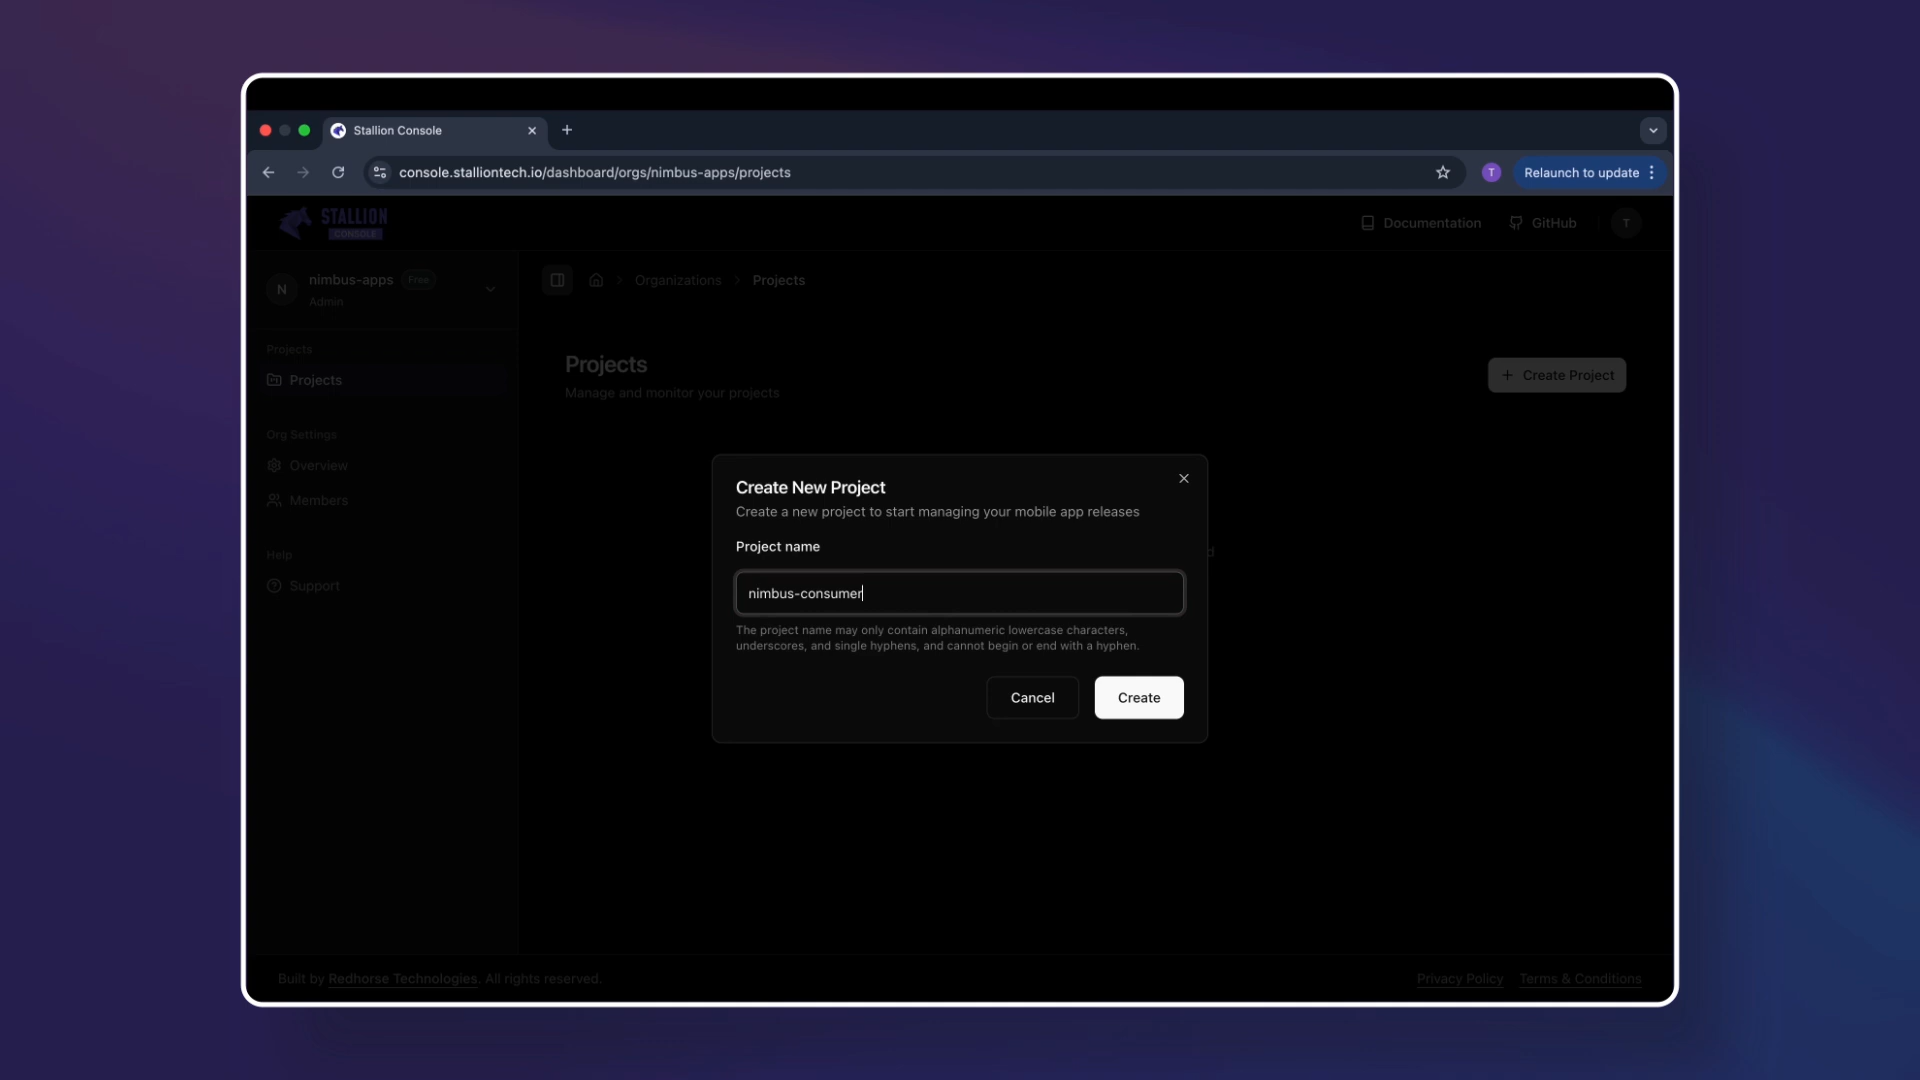 Stallion Console
console.stalliontech.io/dashboard/orgs/nimbus-apps/projects
T
Relaunch to update
STALLION
CONSOLE
Documentation
GitHub
T
N
nimbus-apps
Free
Admin
Organizations
Projects
Projects
Projects
Projects
Manage and monitor your projects
Create Project
Org Settings
Overview
Members
Help
Support
Create New Project
Create a new project to start managing your mobile app releases
Project name
nimbus-consumer
The project name may only contain alphanumeric lowercase characters,
underscores, and single hyphens, and cannot begin or end with a hyphen.
Cancel
Create
Built by Redhorse Technologies. All rights reserved.
Privacy Policy
Terms & Conditions